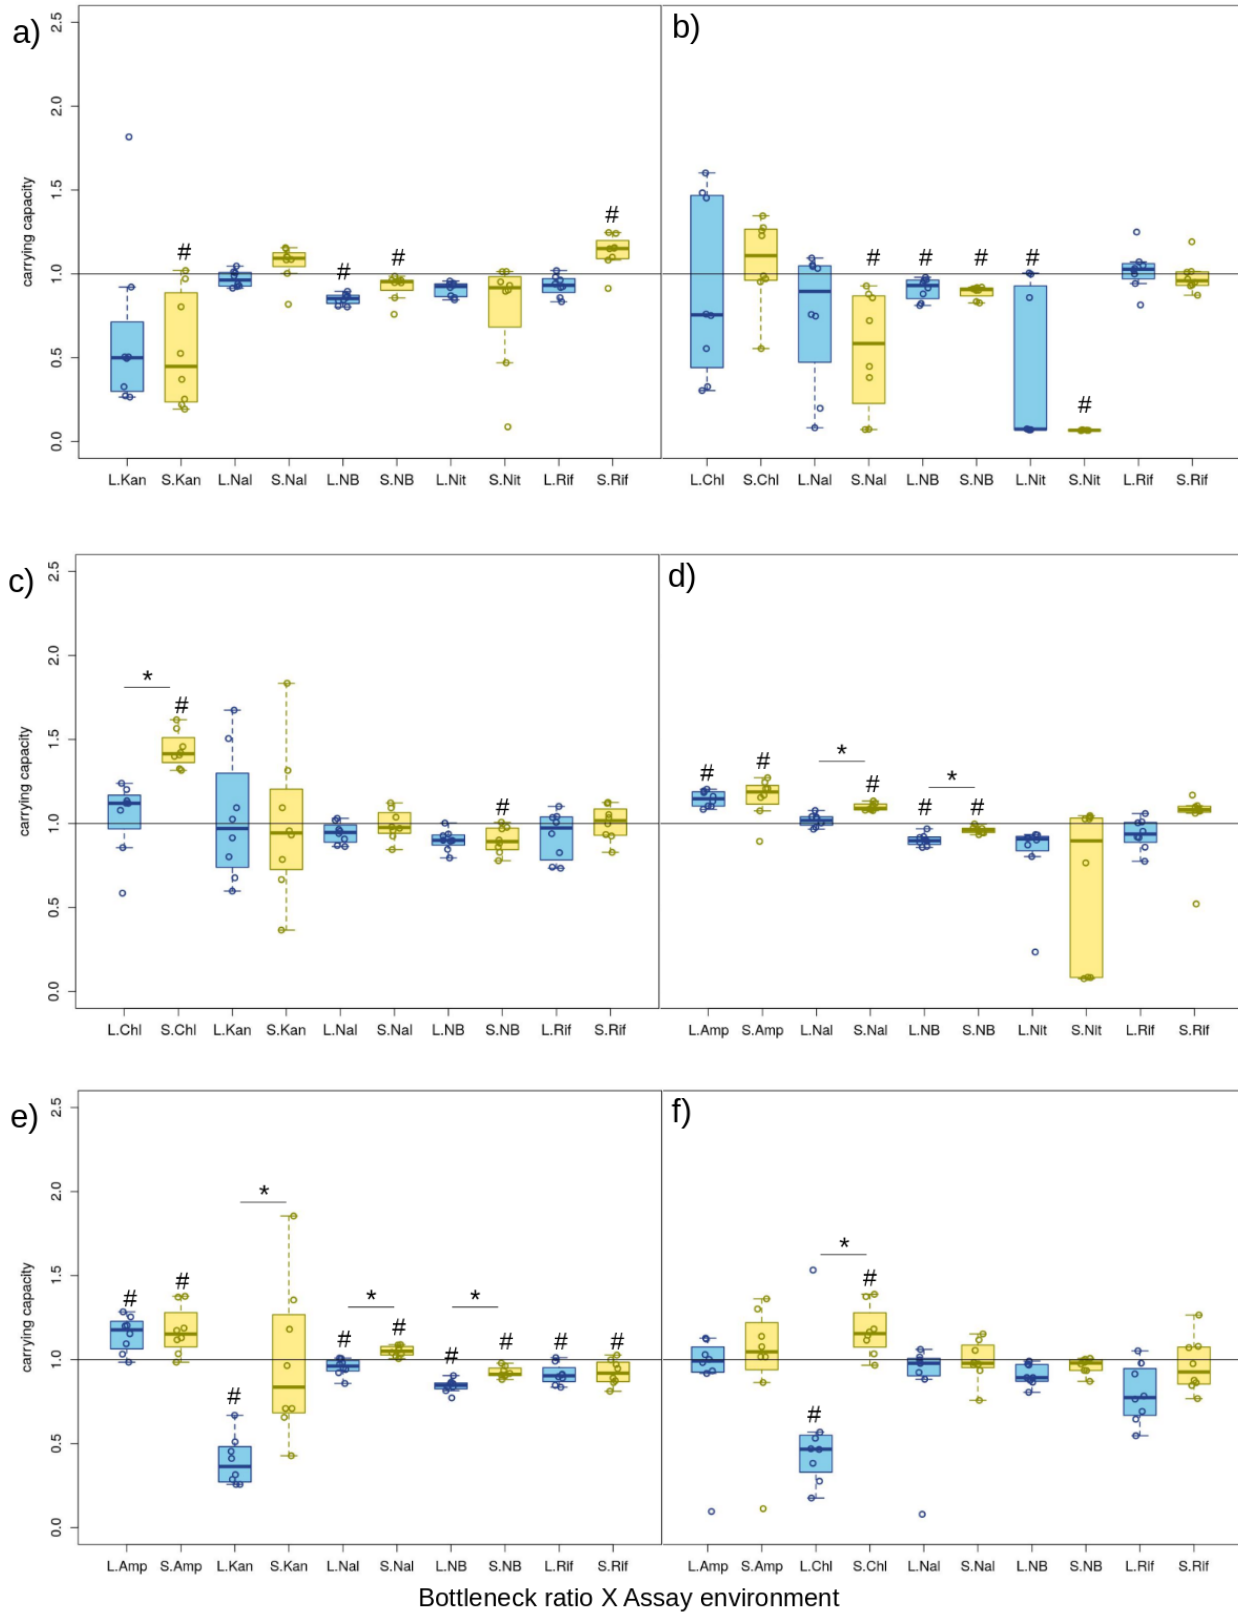 a)
b)
2.5
2.0
1.5
1.0
0.5
0.0
carrying capacity
# # # #
# # # # #
L.Kan S.Kan L.Nal S.Nal L.NB S.NB L.Nit S.Nit L.Rif S.Rif
L.Chl S.Chl L.Nal S.Nal L.NB S.NB L.Nit S.Nit L.Rif S.Rif
c)
d)
2.5
2.0
1.5
1.0
0.5
0.0
carrying capacity
*
# #
* *
# # # # #
L.Chl S.Chl L.Kan S.Kan L.Nal S.Nal L.NB S.NB L.Rif S.Rif
L.Amp S.Amp L.Nal S.Nal L.NB S.NB L.Nit S.Nit L.Rif S.Rif
e)
f)
2.5
2.0
1.5
1.0
0.5
0.0
carrying capacity
* * *
# # # # # # # # #
*
# #
L.Amp S.Amp L.Kan S.Kan L.Nal S.Nal L.NB S.NB L.Rif S.Rif
L.Amp S.Amp L.Chl S.Chl L.Nal S.Nal L.NB S.NB L.Rif S.Rif
Bottleneck ratio X Assay environment